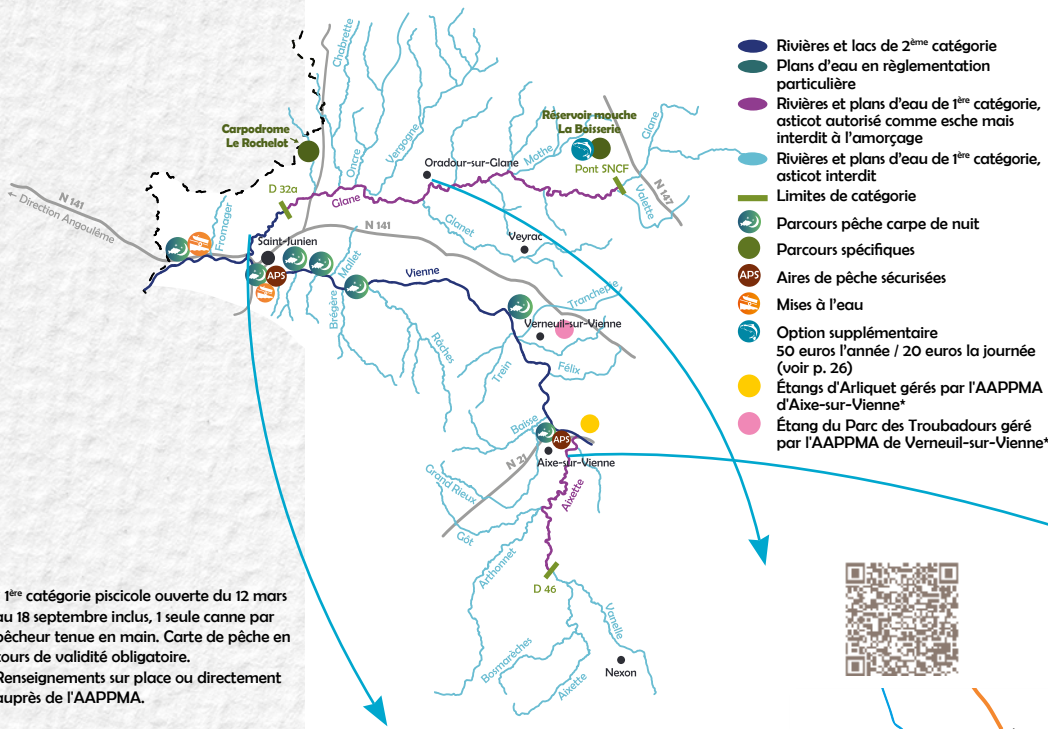 Rivières et lacs de 2ème catégorie
Plans d'eau en règlementation
particulière
Rivières et plans d'eau de 1ère catégorie,
asticot autorisé comme esche mais
interdit à l'amorçage
Rivières et plans d'eau de 1ère catégorie,
asticot interdit
Limites de catégorie
Parcours pêche carpe de nuit
Parcours spécifiques
APS
Aires de pêche sécurisées
Mises à l'eau
Option supplémentaire
50 euros l'année / 20 euros la journée
(voir p. 26)
Étangs d'Arliquet gérés par l'AAPPMA
d'Aixe-sur-Vienne*
Étang du Parc des Troubadours géré
par l'AAPPMA de Verneuil-sur-Vienne*
Chabrette
Carpodrome
Le Rochelot
Oncre
Vergogne
Réservoir mouche
La Boisserie
Mothe
Glane
Oradour-sur-Glane
Pont SNCF
Valette
N 147
D 32a
Glane
N 141
← Direction Angoulême
Fromager
Saint-Junien
N 141
Glanet
Veyrac
APS
Mallet
Vienne
Brégère
Tranchepie
Verneuil-sur-Vienne
Râches
Trein
Félix
Baisse
APS
N 21
Aixe-sur-Vienne
Grand Rieux
Aixette
Gôt
Arthonnet
D 46
Vanelle
Bosmarèches
Aixette
Nexon
1ère catégorie piscicole ouverte du 12 mars
au 18 septembre inclus, 1 seule canne par
pêcheur tenue en main. Carte de pêche en
cours de validité obligatoire.
Renseignements sur place ou directement
auprès de l'AAPPMA.